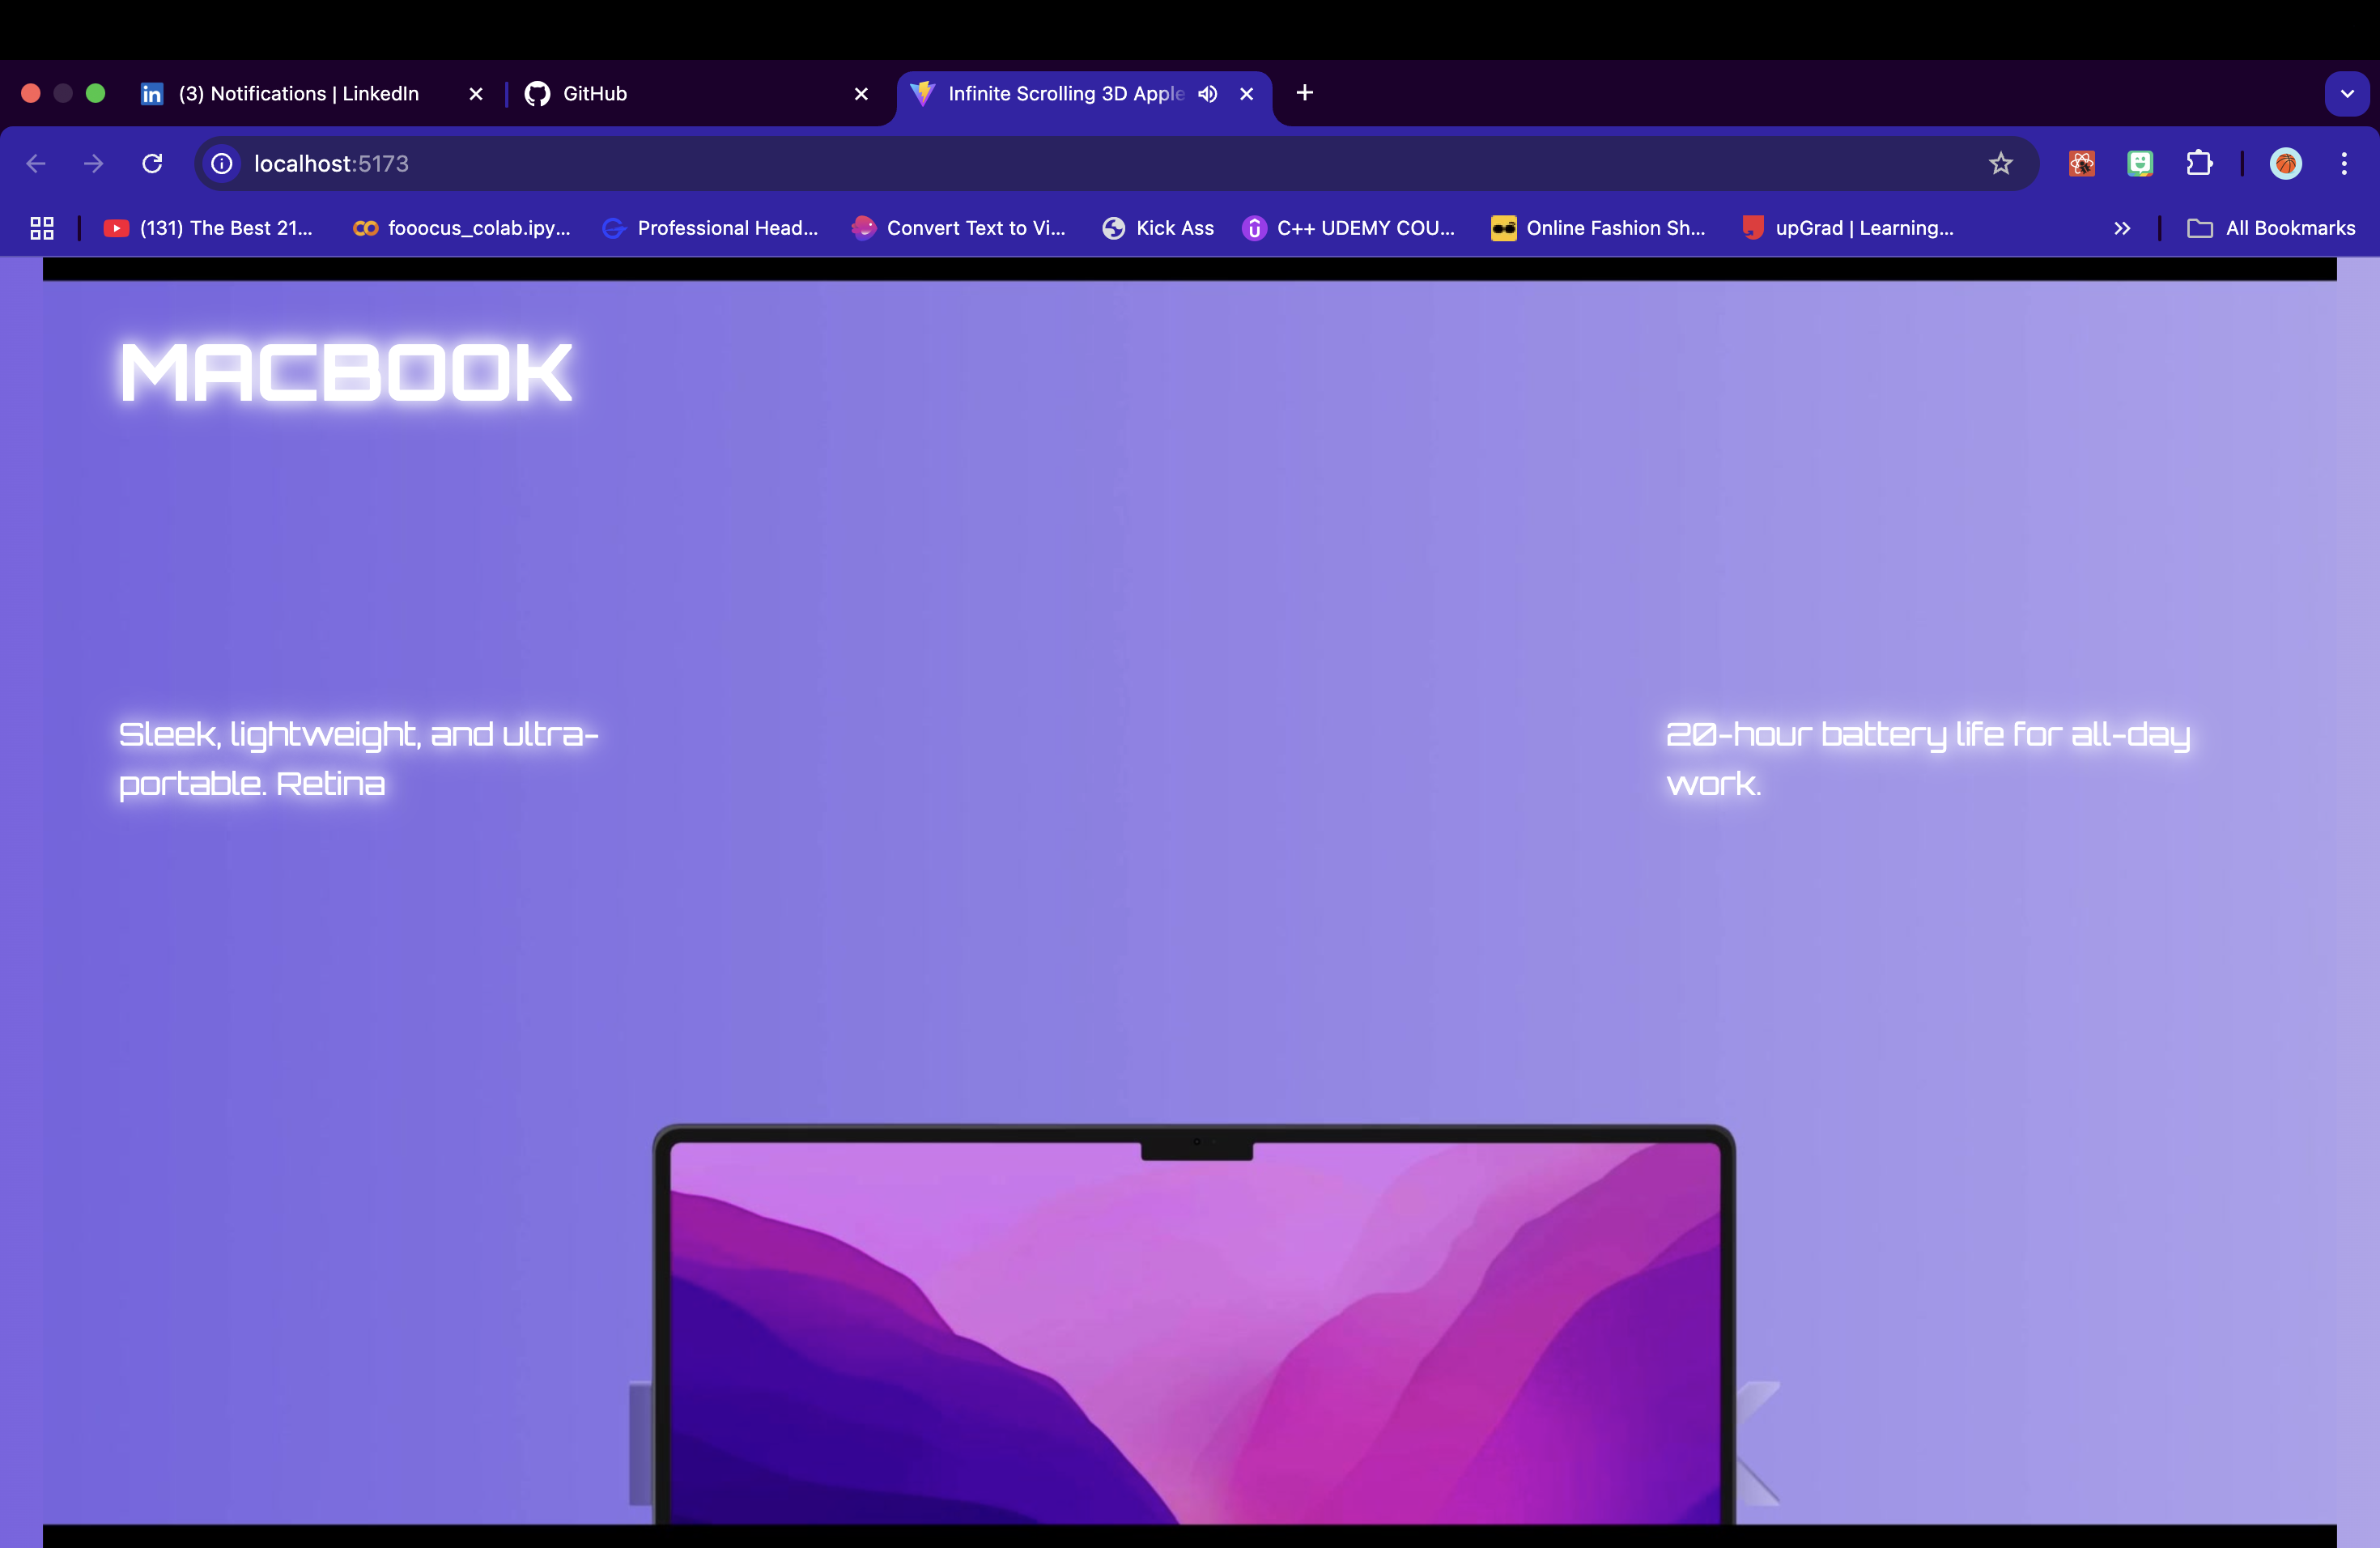 (3) Notifications | LinkedIn
GitHub
Infinite Scrolling 3D Apple
localhost:5173
(131) The Best 21...
fooocus_colab.ipy...
Professional Head...
Convert Text to Vi...
Kick Ass
C++ UDEMY COU...
Online Fashion Sh...
upGrad | Learning...
All Bookmarks
MACBOOK
Sleek, lightweight, and ultra-
portable. Retina
20-hour battery life for all-day
work.